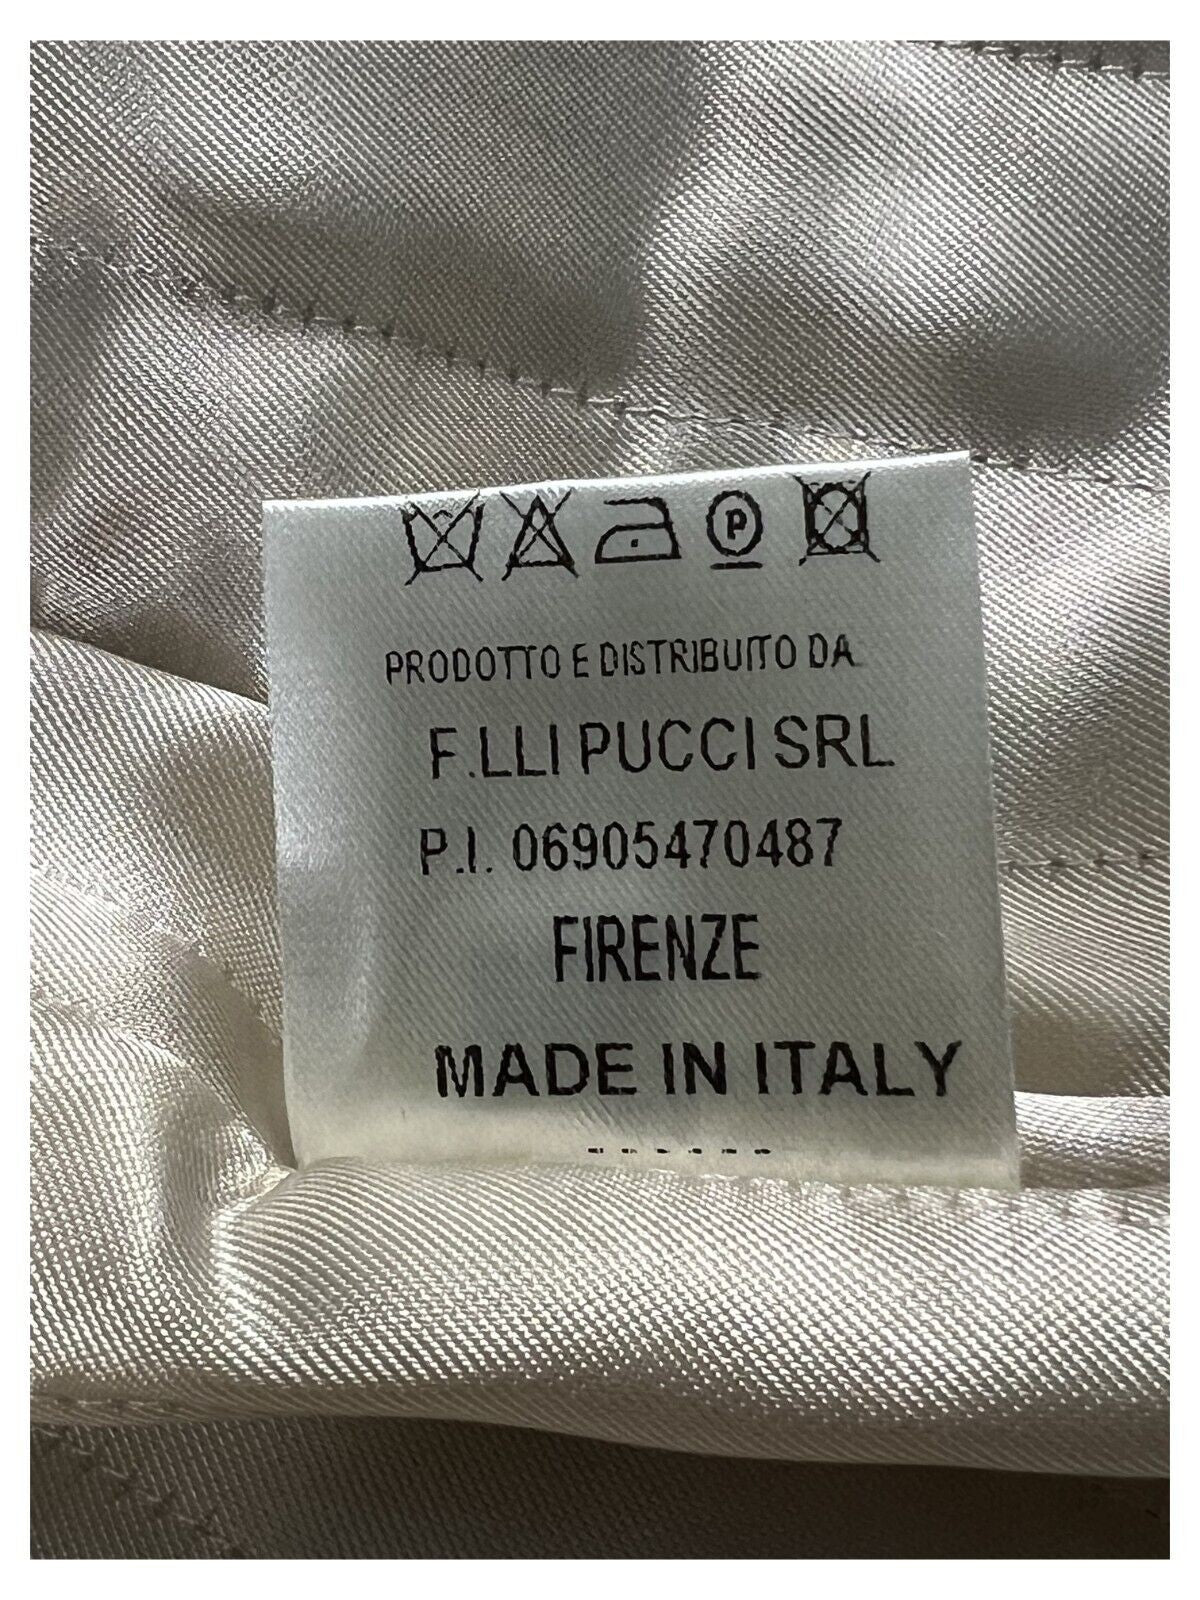 P
PRODOTTO E DISTRIBUITO DA
F.LLI PUCCI SRL
P.I. 06905470487
FIRENZE
MADE IN ITALY